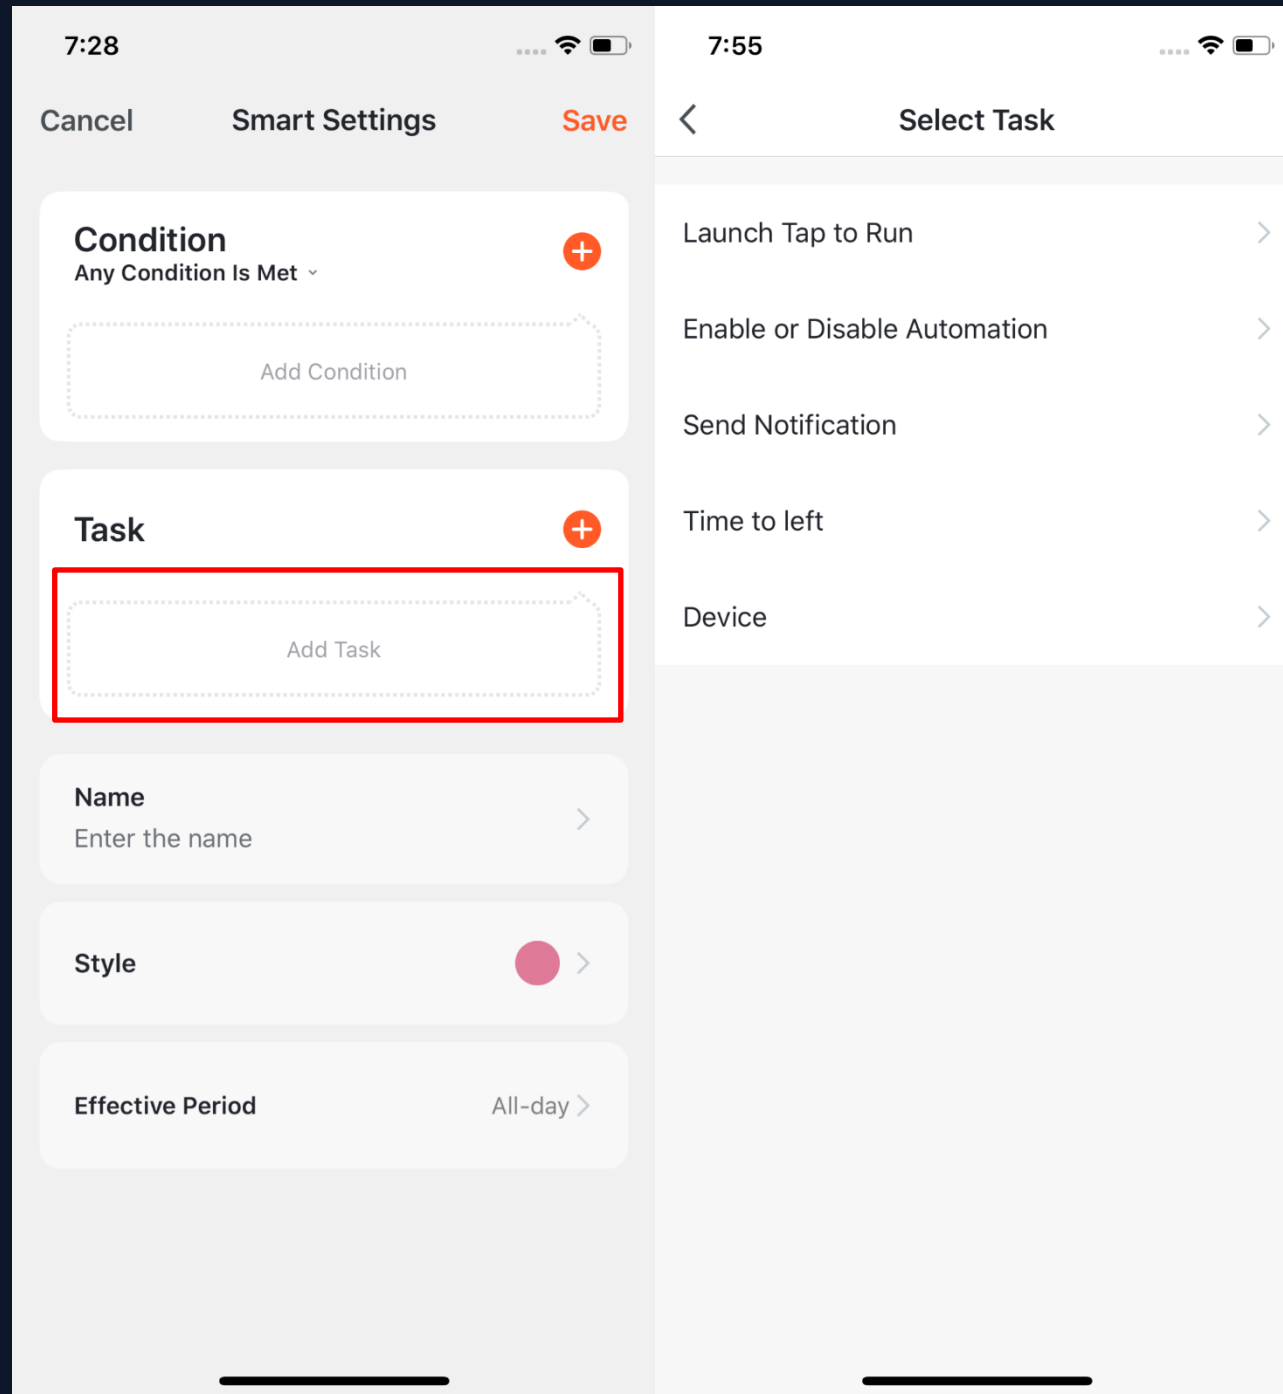 7:28
Cancel Smart Settings Save
Condition
Any Condition Is Met
Add Condition
Task
Add Task
Name
Enter the name
Style
Effective Period All-day
7:55
Select Task
Launch Tap to Run
Enable or Disable Automation
Send Notification
Time to left
Device